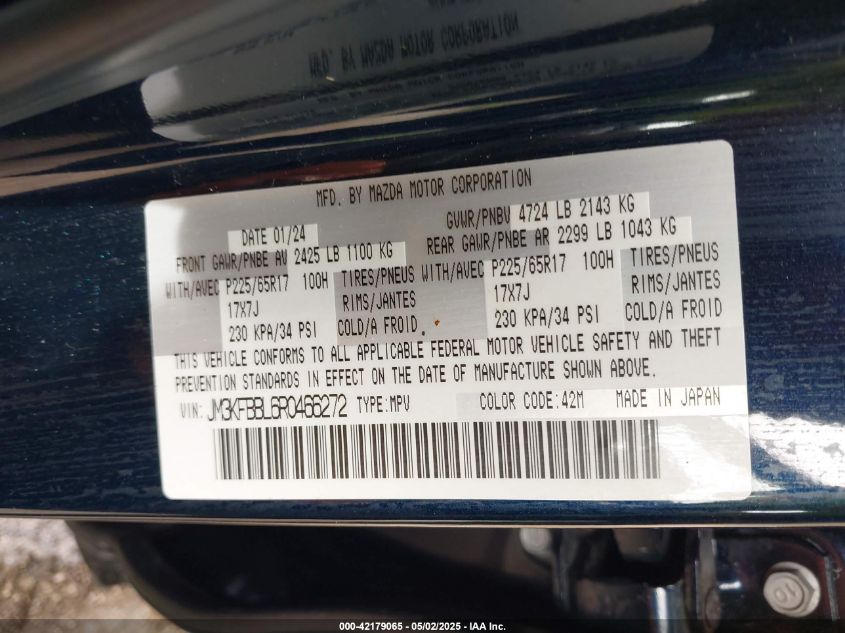 MFD. BY MAZDA MOTOR CORPORATION
DATE 01/24 GVWR/PNBV 4724 LB 2143 KG
FRONT GAWR/PNBE AV 2425 LB 1100 KG REAR GAWR/PNBE AR 2299 LB 1043 KG
WITH/AVEC P225/65R17 100H TIRES/PNEUS WITH/AVEC P225/65R17 100H TIRES/PNEUS
17X7J RIMS/JANTES 17X7J RIMS/JANTES
230 KPA/34 PSI COLD/A FROID. 230 KPA/34 PSI COLD/A FROID
THIS VEHICLE CONFORMS TO ALL APPLICABLE FEDERAL MOTOR VEHICLE SAFETY AND THEFT
PREVENTION STANDARDS IN EFFECT ON THE DATE OF MANUFACTURE SHOWN ABOVE.
VIN: JM3KFBBL6R0466272 TYPE:MPV COLOR CODE:42M MADE IN JAPAN
10
000-42179065 - 05/02/2025 - IAA Inc.